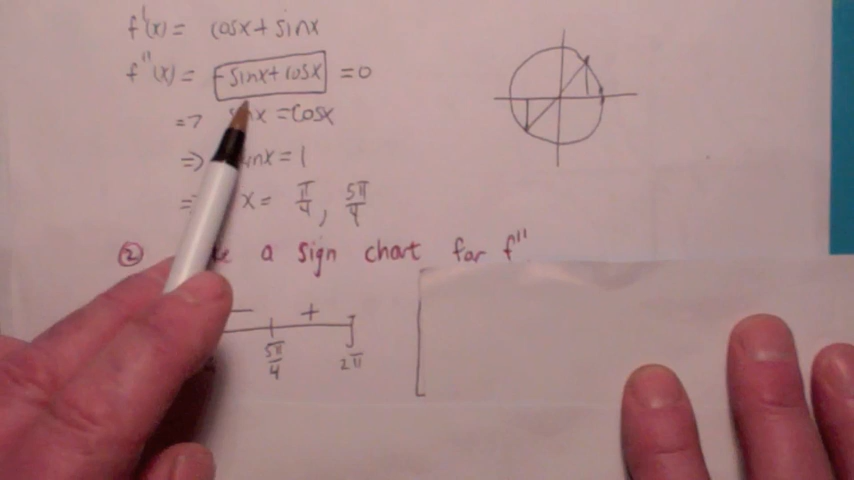 f'(x) = cosx + sinx
f''(x) = -sinx + cosx = 0
=> x = cosx
=> nx = 1
=> x = π/4, 5π/4
② a sign chart for f''
— +
5π/4 2π